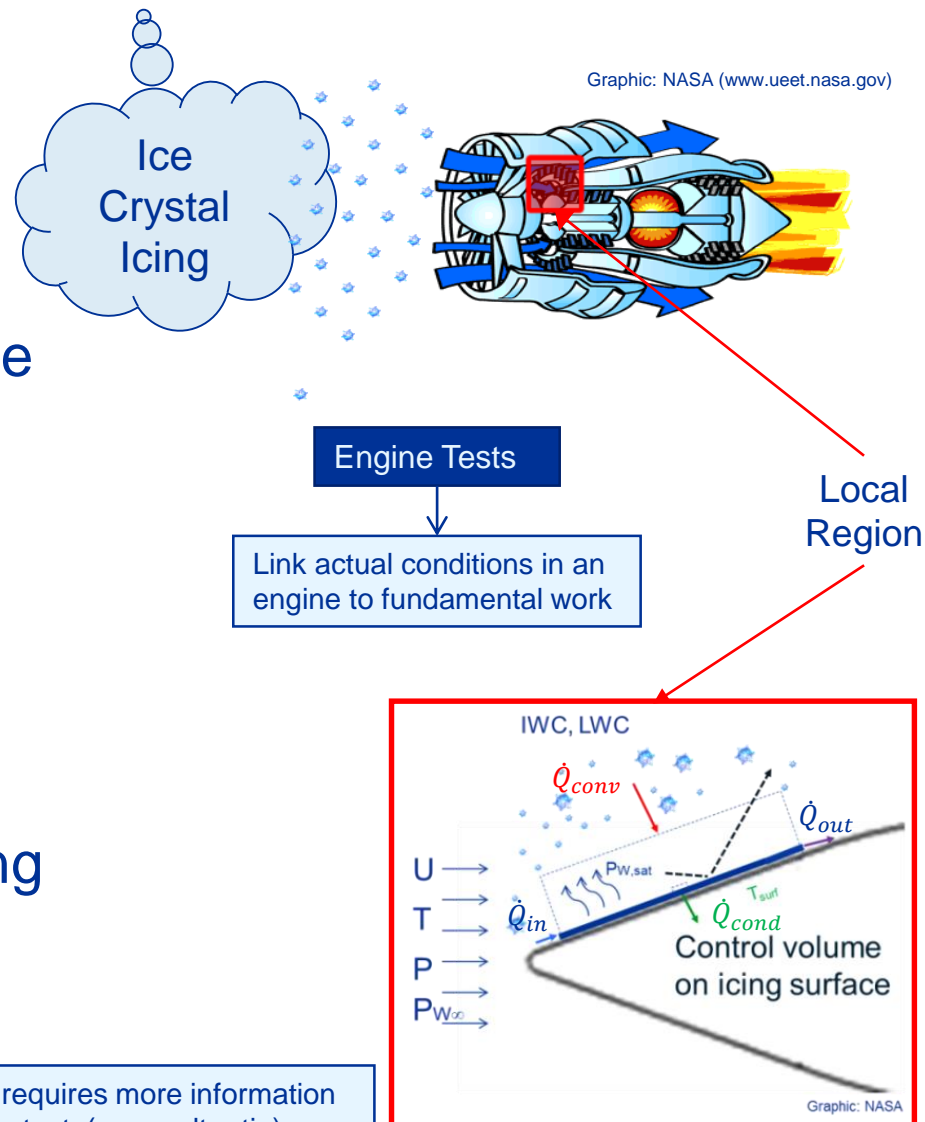 Graphic: NASA (www.ueet.nasa.gov)
Ice
Crystal
Icing
e
Engine Tests
Local
Region
Link actual conditions in an
engine to fundamental work
IWC, LWC
Q̇conv
Q̇out
U
PW,sat
Tsurf
T
Q̇in
Q̇cond
ng
Control volume
P
on icing surface
PW∞
requires more information
Graphic: NASA